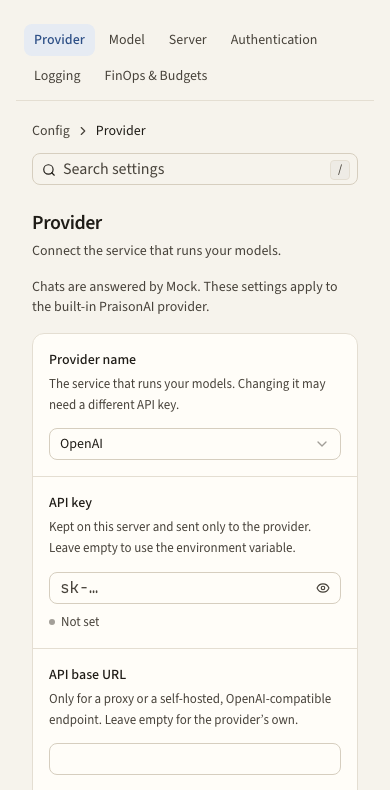 Provider Model Server Authentication
Logging FinOps & Budgets
Config > Provider
Search settings /
Provider
Connect the service that runs your models.
Chats are answered by Mock. These settings apply to
the built-in PraisonAI provider.
Provider name
The service that runs your models. Changing it may
need a different API key.
OpenAI
API key
Kept on this server and sent only to the provider.
Leave empty to use the environment variable.
sk-…
Not set
API base URL
Only for a proxy or a self-hosted, OpenAI-compatible
endpoint. Leave empty for the provider’s own.